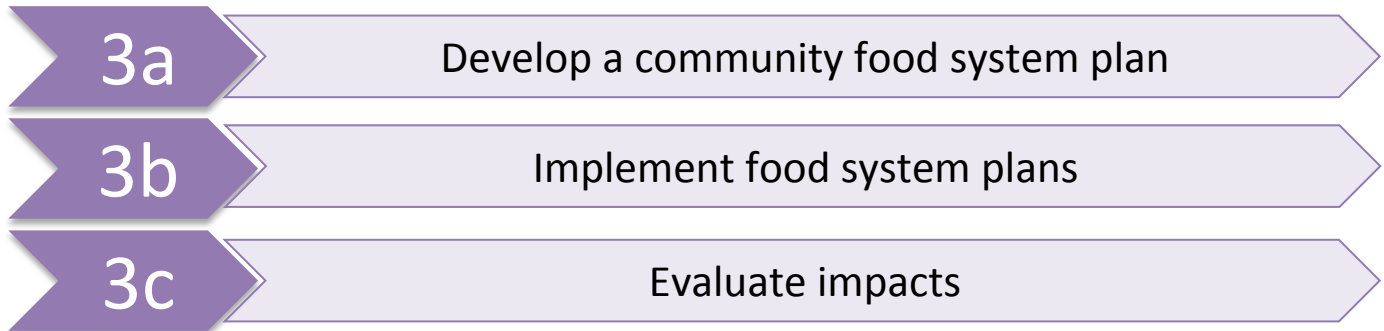 3a Develop a community food system plan
3b Implement food system plans
3c Evaluate impacts